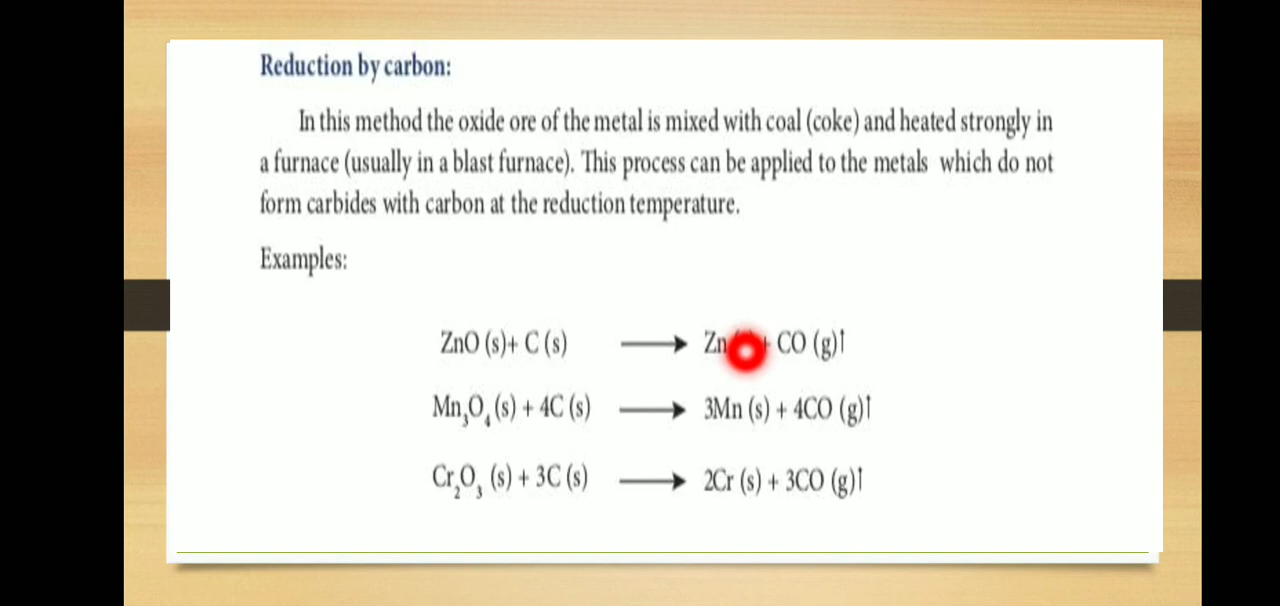 Reduction by carbon:
In this method the oxide ore of the metal is mixed with coal (coke) and heated strongly in
a furnace (usually in a blast furnace). This process can be applied to the metals which do not
form carbides with carbon at the reduction temperature.
Examples:
ZnO (s)+ C (s) ⟶ Zn + CO (g)↑
Mn₃O₄ (s) + 4C (s) ⟶ 3Mn (s) + 4CO (g)↑
Cr₂O₃ (s) + 3C (s) ⟶ 2Cr (s) + 3CO (g)↑